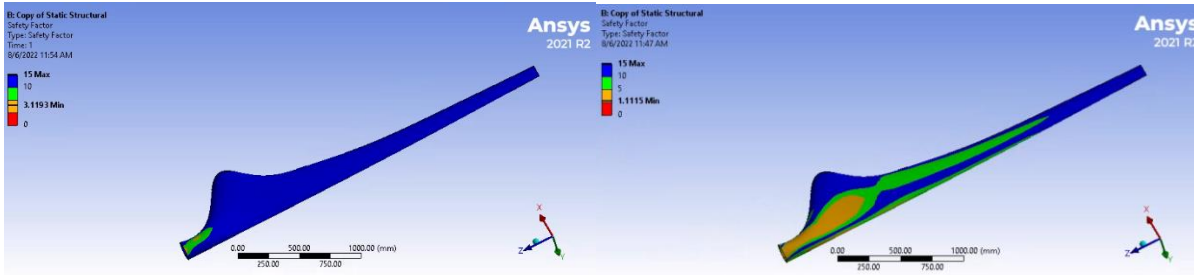 B: Copy of Static Structural
Safety Factor
Type: Safety Factor
Time: 1
8/6/2022 11:54 AM
15 Max
10
3.1193 Min
0
Ansys
2021 R2
0.00 500.00 1000.00 (mm)
250.00 750.00
X
Z
Y
B: Copy of Static Structural
Safety Factor
Type: Safety Factor
8/6/2022 11:47 AM
15 Max
10
5
1.1115 Min
0
Ansys
2021 R2
0.00 500.00 1000.00 (mm)
250.00 750.00
X
Z
Y